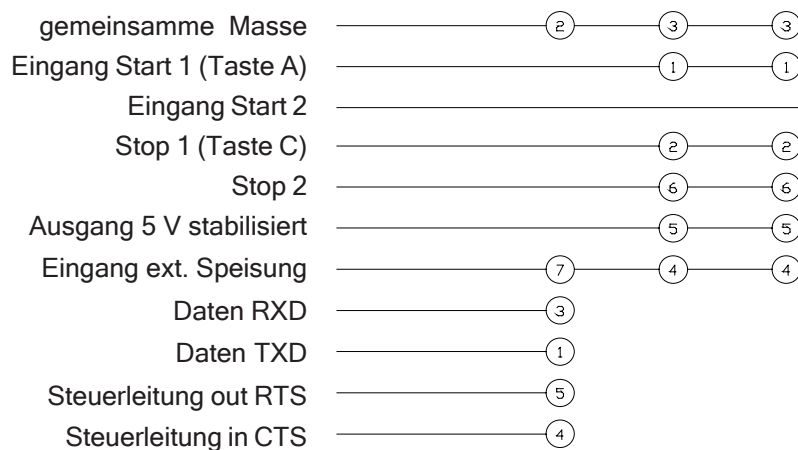 gemeinsamme Masse 2 3 3
Eingang Start 1 (Taste A) 1 1
Eingang Start 2
Stop 1 (Taste C) 2 2
Stop 2 6 6
Ausgang 5 V stabilisiert 5 5
Eingang ext. Speisung 7 4 4
Daten RXD 3
Daten TXD 1
Steuerleitung out RTS 5
Steuerleitung in CTS 4